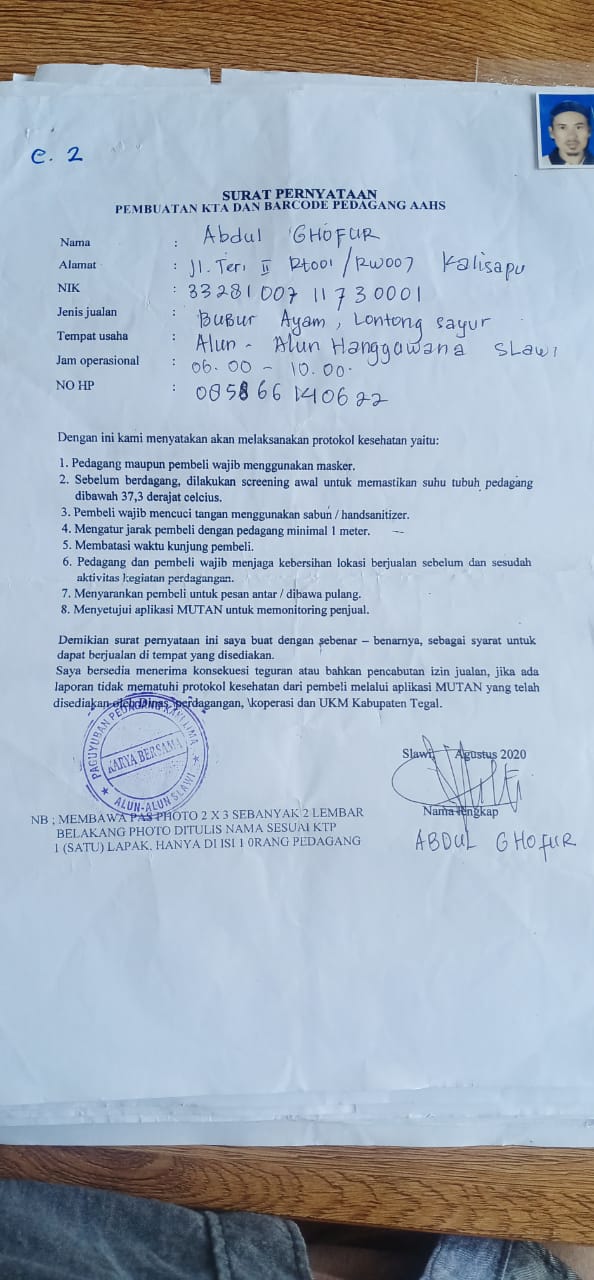 C. 2
SURAT PERNYATAAN
PEMBUATAN KTA DAN BARCODE PEDAGANG AAHS
Nama : Abdul GHOFUR
Alamat : Jl. Teri II Rt001 / RW007 Kalisapu
NIK : 3328100711730001
Jenis jualan : BUBUR Ayam, Lontong sayur
Tempat usaha : Alun - Alun Hanggawana SLawi
Jam operasional : 06.00 - 10.00.
NO HP : 085866140622
Dengan ini kami menyatakan akan melaksanakan protokol kesehatan yaitu:
1. Pedagang maupun pembeli wajib menggunakan masker.
2. Sebelum berdagang, dilakukan screening awal untuk memastikan suhu tubuh pedagang
dibawah 37,3 derajat celcius.
3. Pembeli wajib mencuci tangan menggunakan sabun / handsanitizer.
4. Mengatur jarak pembeli dengan pedagang minimal 1 meter.
5. Membatasi waktu kunjung pembeli.
6. Pedagang dan pembeli wajib menjaga kebersihan lokasi berjualan sebelum dan sesudah
aktivitas kegiatan perdagangan.
7. Menyarankan pembeli untuk pesan antar / dibawa pulang.
8. Menyetujui aplikasi MUTAN untuk memonitoring penjual.
Demikian surat pernyataan ini saya buat dengan sebenar – benarnya, sebagai syarat untuk
dapat berjualan di tempat yang disediakan.
Saya bersedia menerima konsekuesi teguran atau bahkan pencabutan izin jualan, jika ada
laporan tidak mematuhi protokol kesehatan dari pembeli melalui aplikasi MUTAN yang telah
disediakan oleh Dinas perdagangan, \koperasi dan UKM Kabupaten Tegal.
PAGUYUBAN PEDAGANG KAKI LIMA
KARYA BERSAMA
ALUN-ALUN SLAWI
Slawi, Agustus 2020
Nama lengkap
ABDUL GHOFUR
NB ; MEMBAWA PAS PHOTO 2 X 3 SEBANYAK 2 LEMBAR
BELAKANG PHOTO DITULIS NAMA SESUAI KTP
1 (SATU) LAPAK. HANYA DI ISI 1 0RANG PEDAGANG